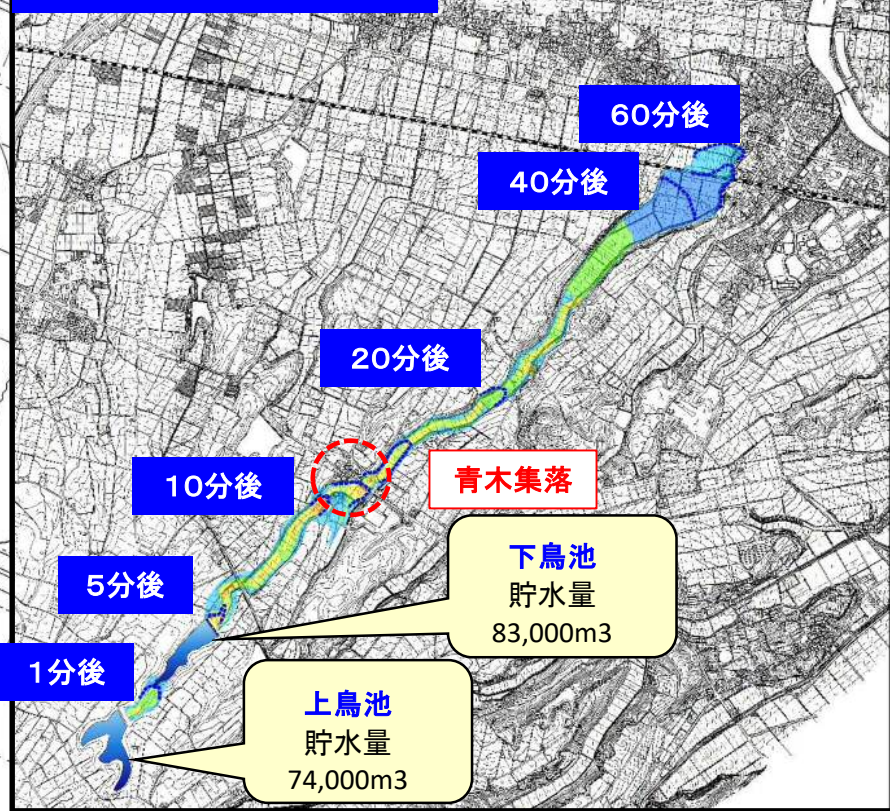 60分後
40分後
20分後
10分後
青木集落
5分後
下鳥池
貯水量
83,000m3
1分後
上鳥池
貯水量
74,000m3